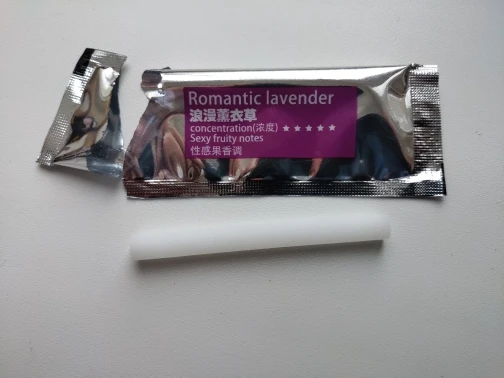 Romantic lavender
浪漫薰衣草
concentration(浓度) ★★★★★
Sexy fruity notes
性感果香调